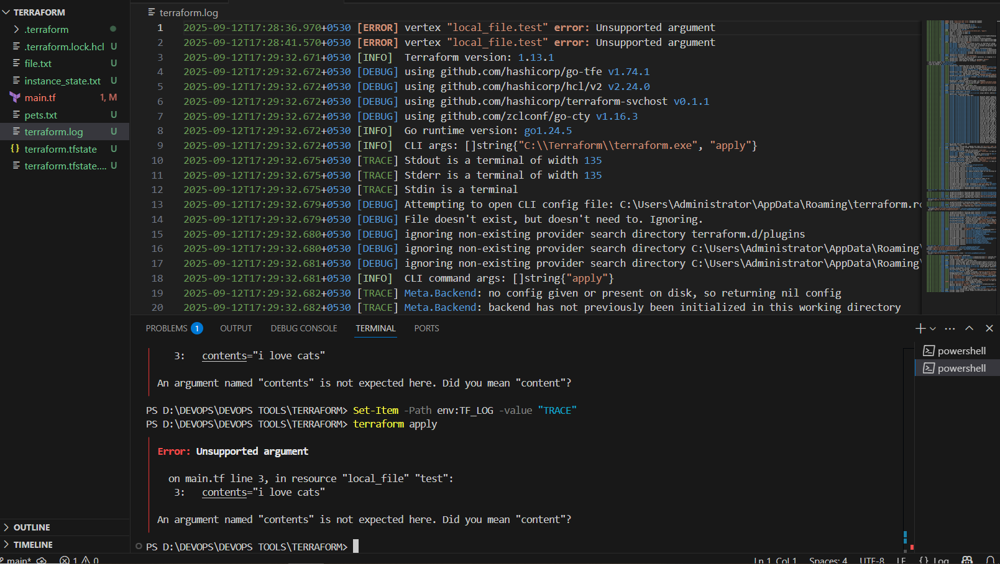 TERRAFORM
.terraform
.terraform.lock.hcl U
file.txt U
instance_state.txt U
main.tf 1, M
pets.txt U
terraform.log U
terraform.tfstate U
terraform.tfstate.... U
OUTLINE
TIMELINE
terraform.log
1 2025-09-12T17:28:36.970+0530 [ERROR] vertex "local_file.test" error: Unsupported argument
2 2025-09-12T17:28:41.570+0530 [ERROR] vertex "local_file.test" error: Unsupported argument
3 2025-09-12T17:29:32.671+0530 [INFO]  Terraform version: 1.13.1
4 2025-09-12T17:29:32.672+0530 [DEBUG] using github.com/hashicorp/go-tfe v1.74.1
5 2025-09-12T17:29:32.672+0530 [DEBUG] using github.com/hashicorp/hcl/v2 v2.24.0
6 2025-09-12T17:29:32.672+0530 [DEBUG] using github.com/hashicorp/terraform-svchost v0.1.1
7 2025-09-12T17:29:32.672+0530 [DEBUG] using github.com/zclconf/go-cty v1.16.3
8 2025-09-12T17:29:32.672+0530 [INFO]  Go runtime version: go1.24.5
9 2025-09-12T17:29:32.672+0530 [INFO]  CLI args: []string{"C:\\Terraform\\terraform.exe", "apply"}
10 2025-09-12T17:29:32.675+0530 [TRACE] Stdout is a terminal of width 135
11 2025-09-12T17:29:32.675+0530 [TRACE] Stderr is a terminal of width 135
12 2025-09-12T17:29:32.675+0530 [TRACE] Stdin is a terminal
13 2025-09-12T17:29:32.679+0530 [DEBUG] Attempting to open CLI config file: C:\Users\Administrator\AppData\Roaming\terraform.rc
14 2025-09-12T17:29:32.679+0530 [DEBUG] File doesn't exist, but doesn't need to. Ignoring.
15 2025-09-12T17:29:32.680+0530 [DEBUG] ignoring non-existing provider search directory terraform.d/plugins
16 2025-09-12T17:29:32.680+0530 [DEBUG] ignoring non-existing provider search directory C:\Users\Administrator\AppData\Roaming\
17 2025-09-12T17:29:32.681+0530 [DEBUG] ignoring non-existing provider search directory C:\Users\Administrator\AppData\Roaming\
18 2025-09-12T17:29:32.681+0530 [INFO]  CLI command args: []string{"apply"}
19 2025-09-12T17:29:32.682+0530 [TRACE] Meta.Backend: no config given or present on disk, so returning nil config
20 2025-09-12T17:29:32.682+0530 [TRACE] Meta.Backend: backend has not previously been initialized in this working directory
PROBLEMS 1 OUTPUT DEBUG CONSOLE TERMINAL PORTS
3: contents="i love cats"
An argument named "contents" is not expected here. Did you mean "content"?
PS D:\DEVOPS\DEVOPS TOOLS\TERRAFORM> Set-Item -Path env:TF_LOG -value "TRACE"
PS D:\DEVOPS\DEVOPS TOOLS\TERRAFORM> terraform apply
Error: Unsupported argument
on main.tf line 3, in resource "local_file" "test":
3: contents="i love cats"
An argument named "contents" is not expected here. Did you mean "content"?
PS D:\DEVOPS\DEVOPS TOOLS\TERRAFORM>
powershell
powershell
main* 1 0 Ln 1, Col 1 Spaces: 4 UTF-8 LF {} Log